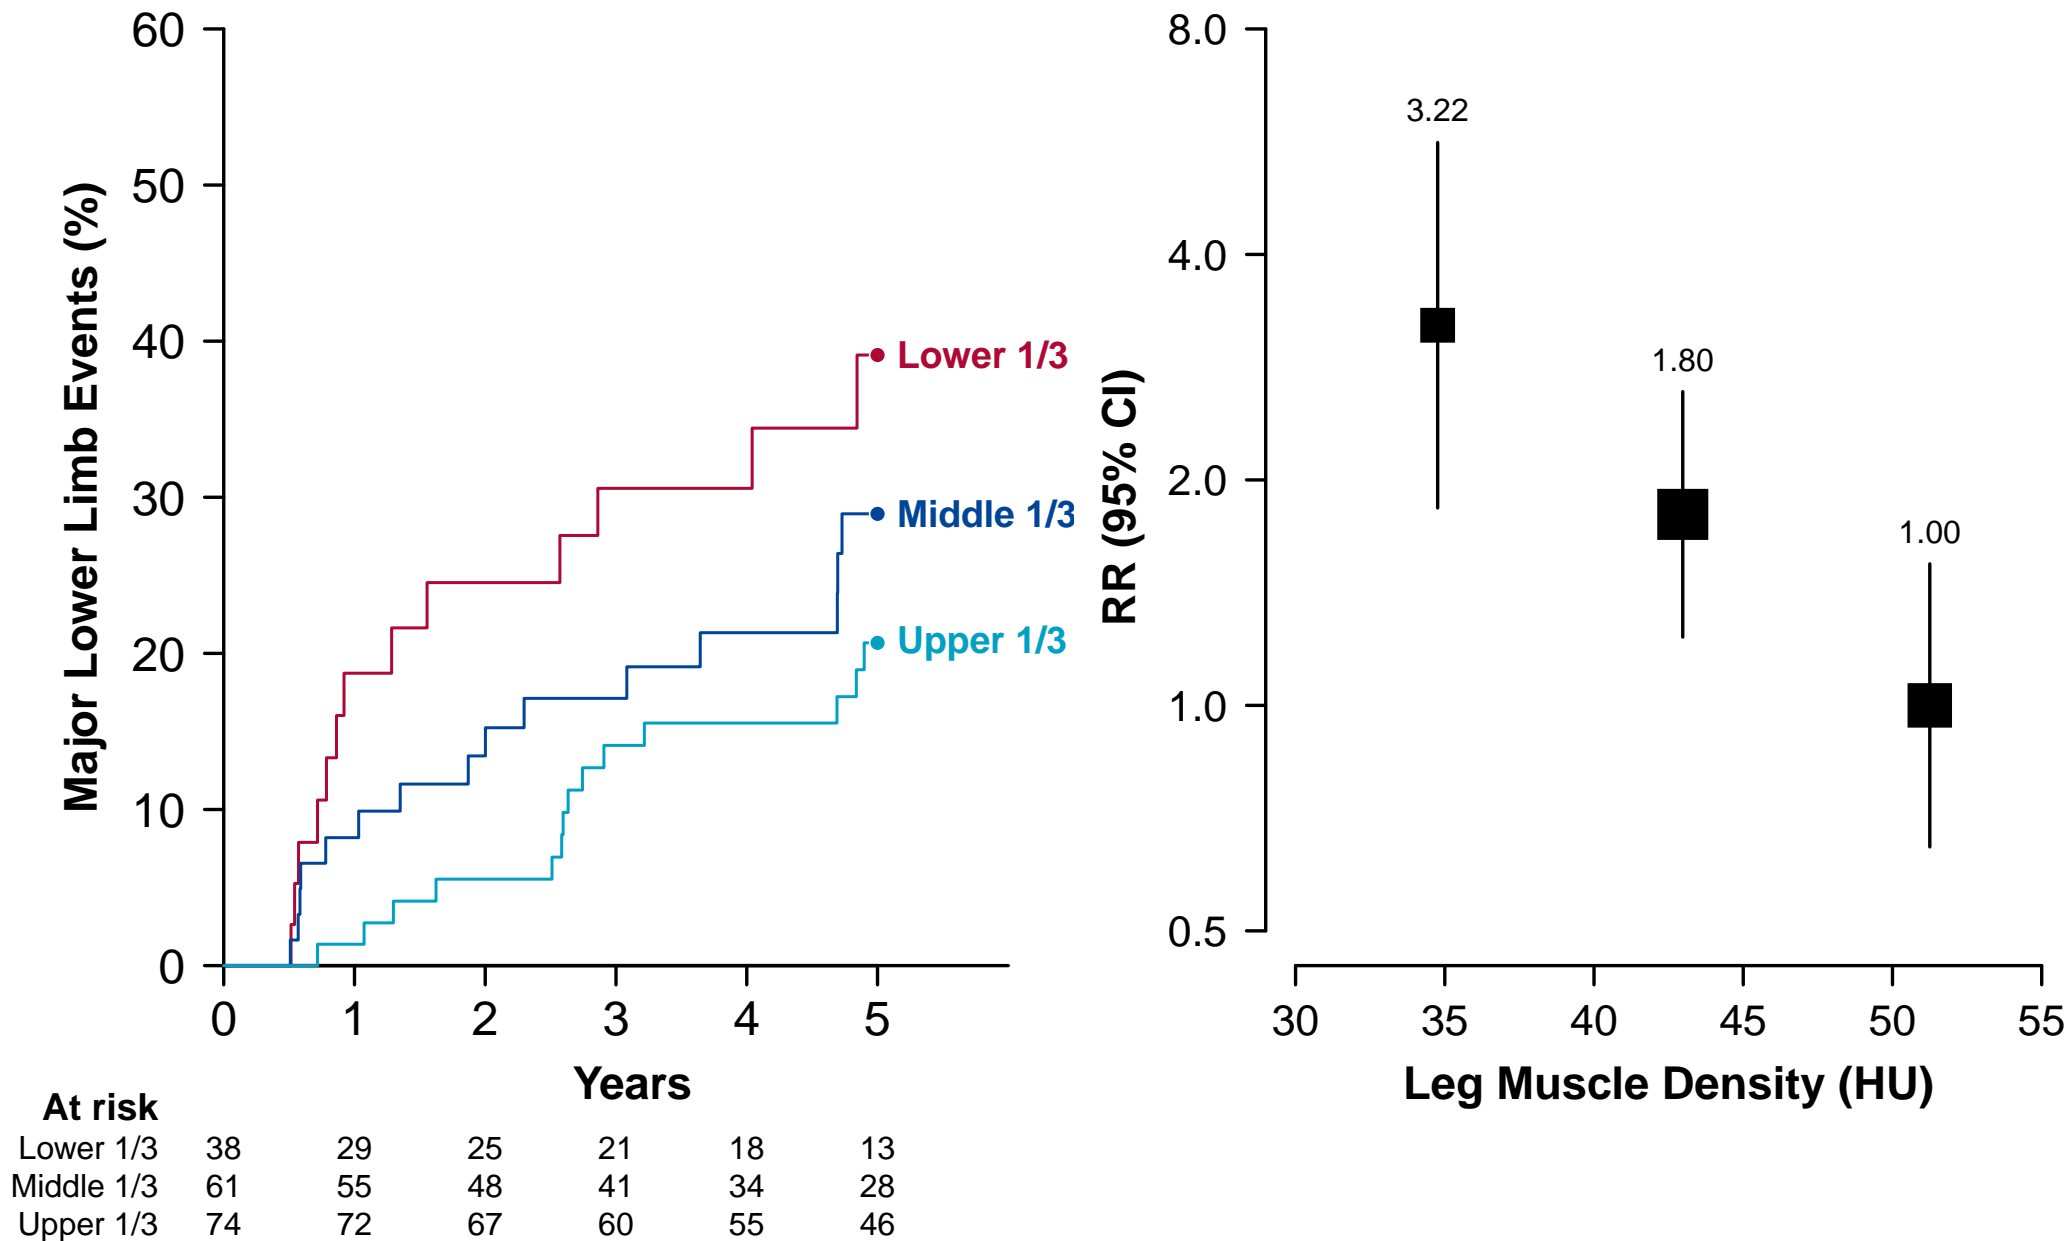 Major Lower Limb Events (%)
60
50
40
30
20
10
0
Lower 1/3
Middle 1/3
Upper 1/3
0 1 2 3 4 5
Years
At risk
Lower 1/3 38 29 25 21 18 13
Middle 1/3 61 55 48 41 34 28
Upper 1/3 74 72 67 60 55 46
RR (95% CI)
8.0
4.0
2.0
1.0
0.5
3.22
1.80
1.00
30 35 40 45 50 55
Leg Muscle Density (HU)